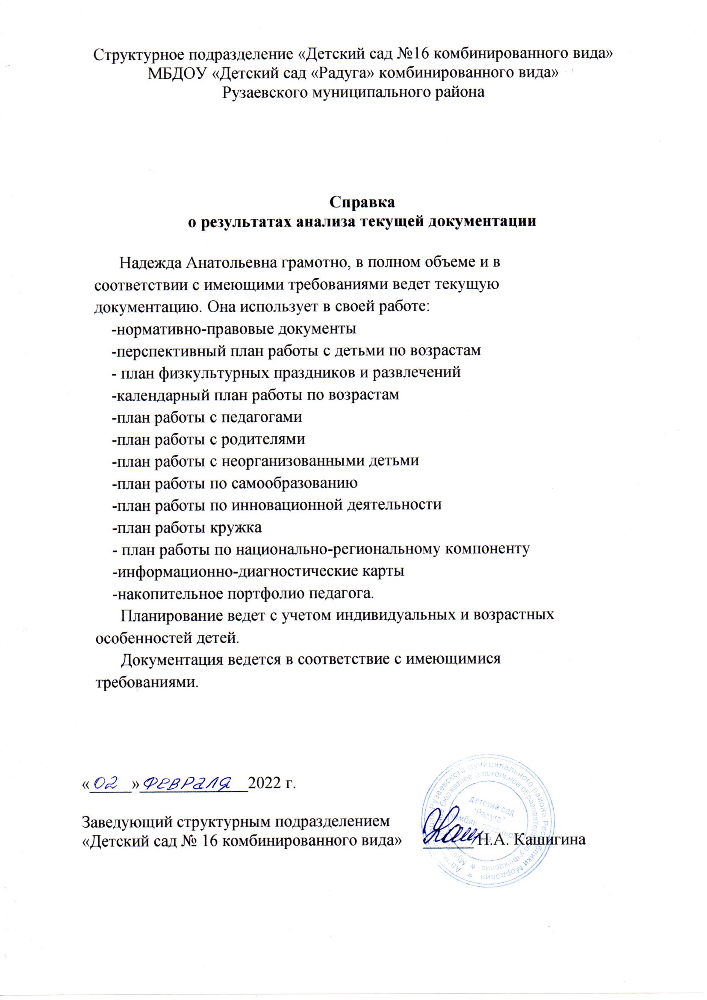 Структурное подразделение «Детский сад №16 комбинированного вида»
МБДОУ «Детский сад «Радуга» комбинированного вида»
Рузаевского муниципального района
Справка
о результатах анализа текущей документации
Надежда Анатольевна грамотно, в полном объеме и в
соответствии с имеющими требованиями ведет текущую
документацию. Она использует в своей работе:
-нормативно-правовые документы
-перспективный план работы с детьми по возрастам
- план физкультурных праздников и развлечений
-календарный план работы по возрастам
-план работы с педагогами
-план работы с родителями
-план работы с неорганизованными детьми
-план работы по самообразованию
-план работы по инновационной деятельности
-план работы кружка
- план работы по национально-региональному компоненту
-информационно-диагностические карты
-накопительное портфолио педагога.
Планирование ведет с учетом индивидуальных и возрастных
особенностей детей.
Документация ведется в соответствие с имеющимися
требованиями.
«02» февраля 2022 г.
Заведующий структурным подразделением
«Детский сад № 16 комбинированного вида» Н.А. Кашигина
Рузаевского муниципального района Республики Мордовия
бюджетное дошкольное образовательное учреждение
детский сад
"Радуга"
комбинированного